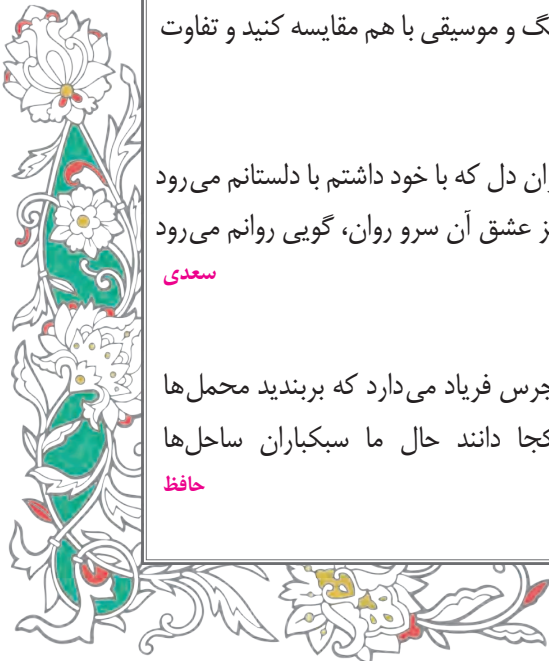 و موسیقی با هم مقایسه کنید و تفاوت
دل که با خود داشتم با دلستانم می‌رود
عشق آن سرو روان، گویی روانم می‌رود
سعدی
جرس فریاد می‌دارد که بربندید محمل‌ها
کجا دانند حال ما سبکباران ساحل‌ها
حافظ